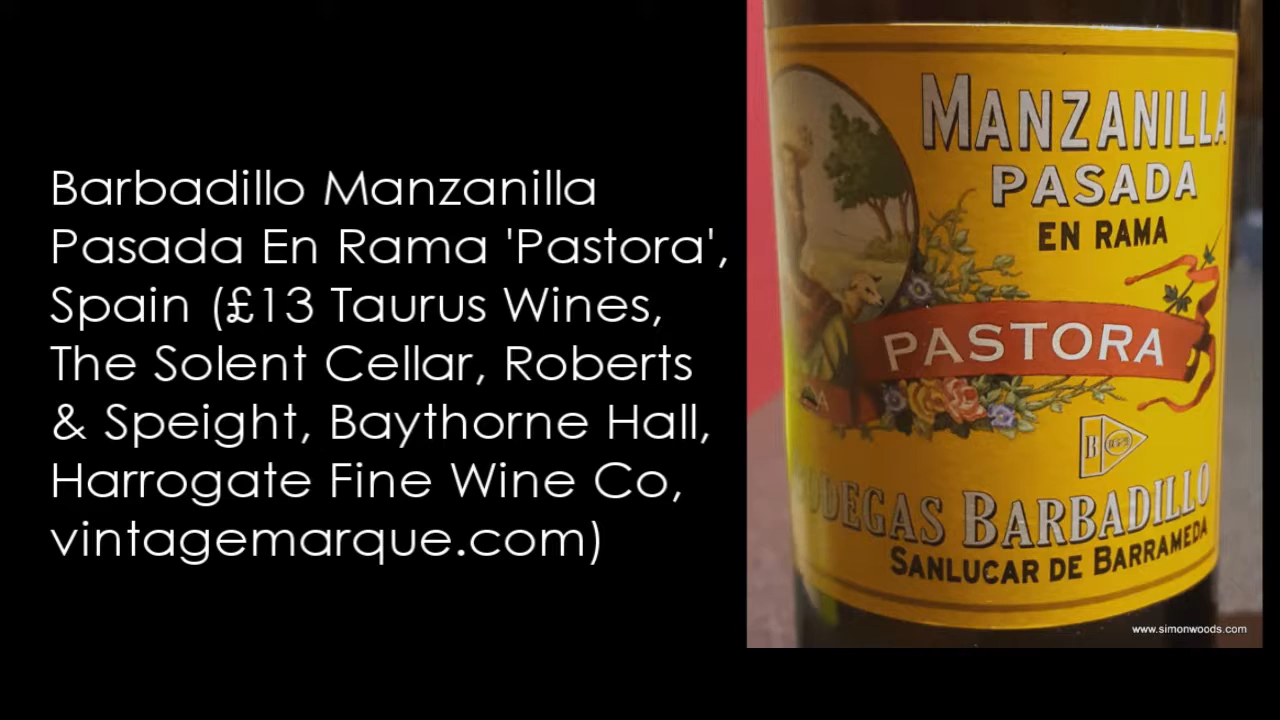 Barbadillo Manzanilla
Pasada En Rama 'Pastora',
Spain (£13 Taurus Wines,
The Solent Cellar, Roberts
& Speight, Baythorne Hall,
Harrogate Fine Wine Co,
vintagemarque.com)
MANZANILLA
PASADA
EN RAMA
PASTORA
BARBADILLO
SANLUCAR DE BARRAMEDA
www.simonwoods.com